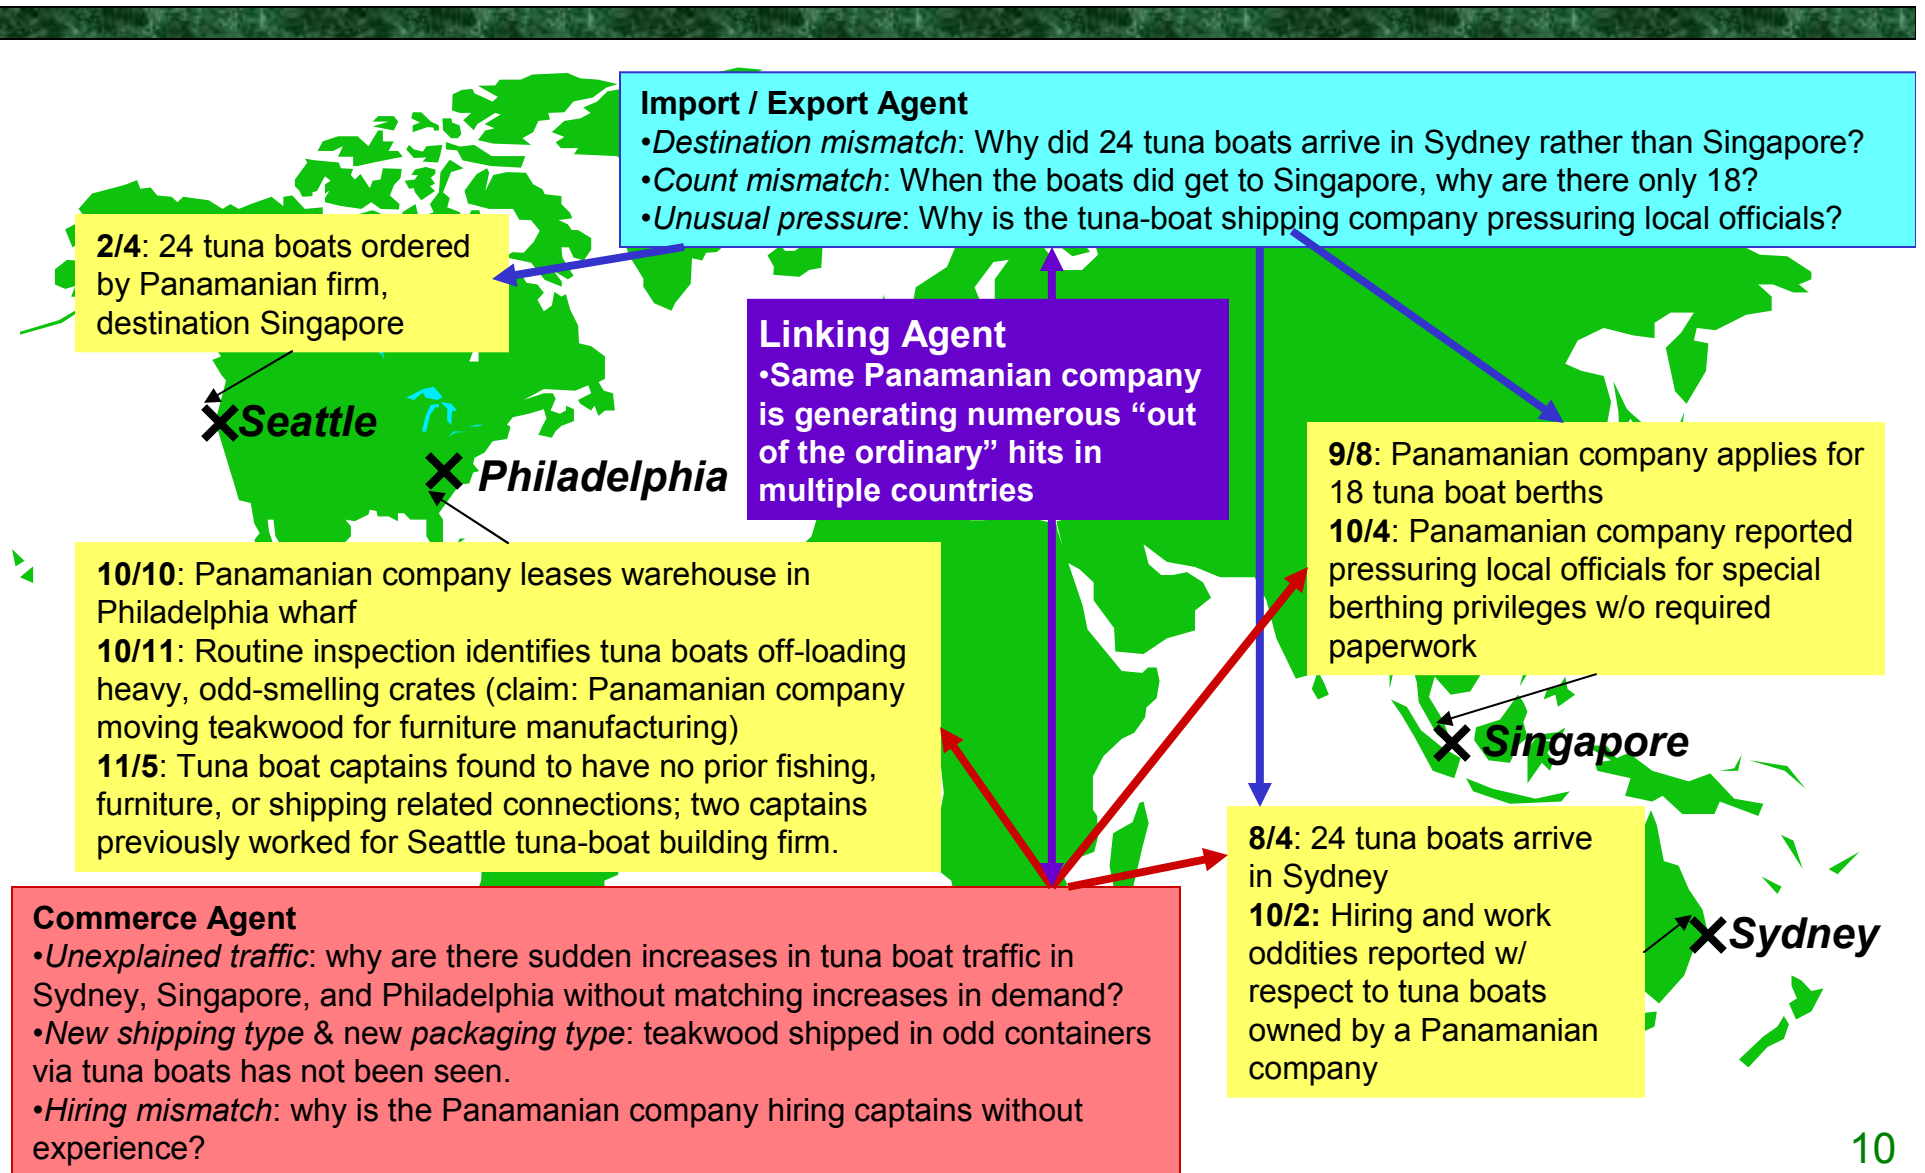 Import / Export Agent
•Destination mismatch: Why did 24 tuna boats arrive in Sydney rather than Singapore?
•Count mismatch: When the boats did get to Singapore, why are there only 18?
•Unusual pressure: Why is the tuna-boat shipping company pressuring local officials?
2/4: 24 tuna boats ordered
by Panamanian firm,
destination Singapore
Linking Agent
•Same Panamanian company
is generating numerous “out
of the ordinary” hits in
multiple countries
Seattle
Philadelphia
9/8: Panamanian company applies for
18 tuna boat berths
10/4: Panamanian company reported
pressuring local officials for special
berthing privileges w/o required
paperwork
10/10: Panamanian company leases warehouse in
Philadelphia wharf
10/11: Routine inspection identifies tuna boats off-loading
heavy, odd-smelling crates (claim: Panamanian company
moving teakwood for furniture manufacturing)
11/5: Tuna boat captains found to have no prior fishing,
furniture, or shipping related connections; two captains
previously worked for Seattle tuna-boat building firm.
Singapore
8/4: 24 tuna boats arrive
in Sydney
10/2: Hiring and work
oddities reported w/
respect to tuna boats
owned by a Panamanian
company
Sydney
Commerce Agent
•Unexplained traffic: why are there sudden increases in tuna boat traffic in
Sydney, Singapore, and Philadelphia without matching increases in demand?
•New shipping type & new packaging type: teakwood shipped in odd containers
via tuna boats has not been seen.
•Hiring mismatch: why is the Panamanian company hiring captains without
experience?
10